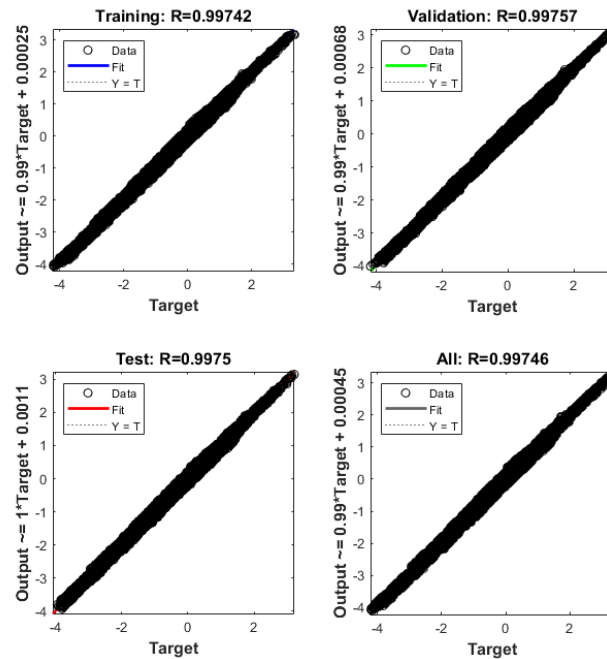 Training: R=0.99742
Output ~= 0.99*Target + 0.00025
3
2
1
0
-1
-2
-3
-4
Data
Fit
Y = T
-4 -2 0 2
Target
Validation: R=0.99757
Output ~= 0.99*Target + 0.00068
3
2
1
0
-1
-2
-3
-4
Data
Fit
Y = T
-4 -2 0 2
Target
Test: R=0.9975
Output ~= 1*Target + 0.0011
3
2
1
0
-1
-2
-3
-4
Data
Fit
Y = T
-4 -2 0 2
Target
All: R=0.99746
Output ~= 0.99*Target + 0.00045
3
2
1
0
-1
-2
-3
-4
Data
Fit
Y = T
-4 -2 0 2
Target